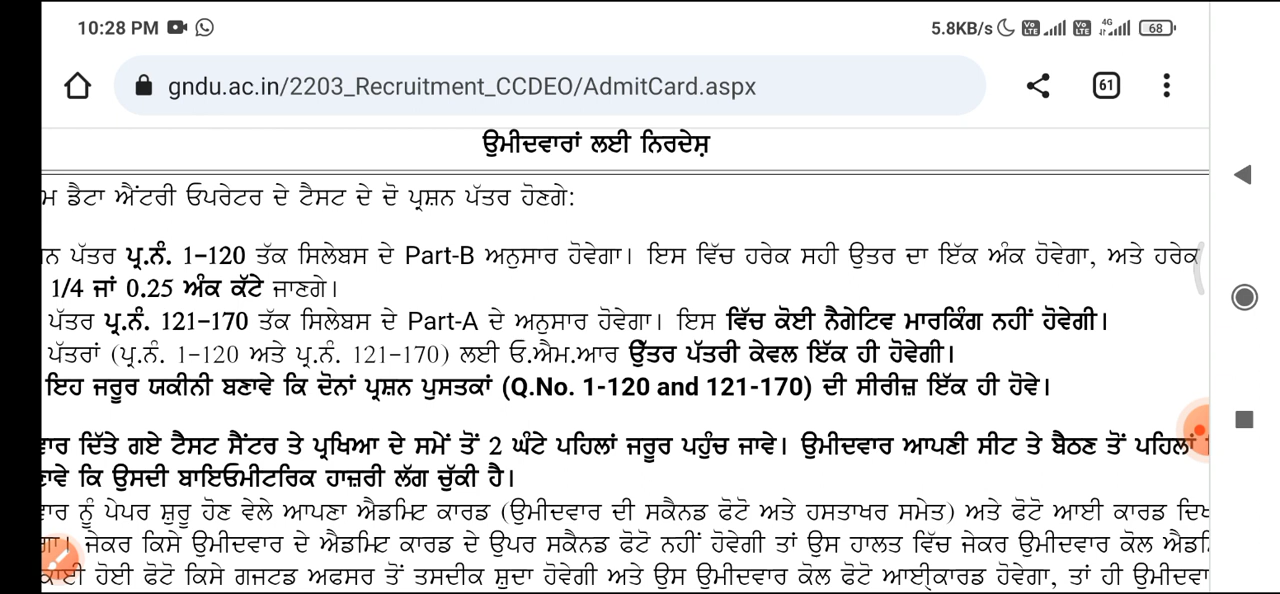 10:28 PM
5.8KB/s 4G 68
gndu.ac.in/2203_Recruitment_CCDEO/AdmitCard.aspx
61
ਉਮੀਦਵਾਰਾਂ ਲਈ ਨਿਰਦੇਸ਼
ਡੈਟਾ ਐਂਟਰੀ ਓਪਰੇਟਰ ਦੇ ਟੈਸਟ ਦੇ ਦੋ ਪ੍ਰਸ਼ਨ ਪੱਤਰ ਹੋਣਗੇ:
ਪੱਤਰ ਪ੍ਰ.ਨੰ. 1-120 ਤੱਕ ਸਿਲੇਬਸ ਦੇ Part-B ਅਨੁਸਾਰ ਹੋਵੇਗਾ। ਇਸ ਵਿੱਚ ਹਰੇਕ ਸਹੀ ਉਤਰ ਦਾ ਇੱਕ ਅੰਕ ਹੋਵੇਗਾ, ਅਤੇ ਹਰੇਕ
1/4 ਜਾਂ 0.25 ਅੰਕ ਕੱਟੇ ਜਾਣਗੇ।
ਪੱਤਰ ਪ੍ਰ.ਨੰ. 121-170 ਤੱਕ ਸਿਲੇਬਸ ਦੇ Part-A ਦੇ ਅਨੁਸਾਰ ਹੋਵੇਗਾ। ਇਸ ਵਿੱਚ ਕੋਈ ਨੈਗੇਟਿਵ ਮਾਰਕਿੰਗ ਨਹੀਂ ਹੋਵੇਗੀ।
ਪੱਤਰਾਂ (ਪ੍ਰ.ਨੰ. 1-120 ਅਤੇ ਪ੍ਰ.ਨੰ. 121-170) ਲਈ ਓ.ਐਮ.ਆਰ ਉੱਤਰ ਪੱਤਰੀ ਕੇਵਲ ਇੱਕ ਹੀ ਹੋਵੇਗੀ।
ਇਹ ਜਰੂਰ ਯਕੀਨੀ ਬਣਾਵੇ ਕਿ ਦੋਨਾਂ ਪ੍ਰਸ਼ਨ ਪੁਸਤਕਾਂ (Q.No. 1-120 and 121-170) ਦੀ ਸੀਰੀਜ਼ ਇੱਕ ਹੀ ਹੋਵੇ।
ਦਿੱਤੇ ਗਏ ਟੈਸਟ ਸੈਂਟਰ ਤੇ ਪ੍ਰਖਿਆ ਦੇ ਸਮੇਂ ਤੋਂ 2 ਘੰਟੇ ਪਹਿਲਾਂ ਜਰੂਰ ਪਹੁੰਚ ਜਾਵੇ। ਉਮੀਦਵਾਰ ਆਪਣੀ ਸੀਟ ਤੇ ਬੈਠਣ ਤੋਂ ਪਹਿਲਾਂ
ਕਿ ਉਸਦੀ ਬਾਇਓਮੀਟਰਿਕ ਹਾਜ਼ਰੀ ਲੱਗ ਚੁੱਕੀ ਹੈ।
ਨੂੰ ਪੇਪਰ ਸ਼ੁਰੂ ਹੋਣ ਵੇਲੇ ਆਪਣਾ ਐਡਮਿਟ ਕਾਰਡ (ਉਮੀਦਵਾਰ ਦੀ ਸਕੈਨਡ ਫੋਟੋ ਅਤੇ ਹਸਤਾਖਰ ਸਮੇਤ) ਅਤੇ ਫੋਟੋ ਆਈ ਕਾਰਡ
ਜੇਕਰ ਕਿਸੇ ਉਮੀਦਵਾਰ ਦੇ ਐਡਮਿਟ ਕਾਰਡ ਦੇ ਉਪਰ ਸਕੈਨਡ ਫੋਟੋ ਨਹੀਂ ਹੋਵੇਗੀ ਤਾਂ ਉਸ ਹਾਲਤ ਵਿੱਚ ਜੇਕਰ ਉਮੀਦਵਾਰ ਕੋਲ
ਹੋਈ ਫੋਟੋ ਕਿਸੇ ਗਜਟਡ ਅਫਸਰ ਤੋਂ ਤਸਦੀਕ ਸ਼ੁਦਾ ਹੋਵੇਗੀ ਅਤੇ ਉਸ ਉਮੀਦਵਾਰ ਕੋਲ ਫੋਟੋ ਆਈਕਾਰਡ ਹੋਵੇਗਾ, ਤਾਂ ਹੀ